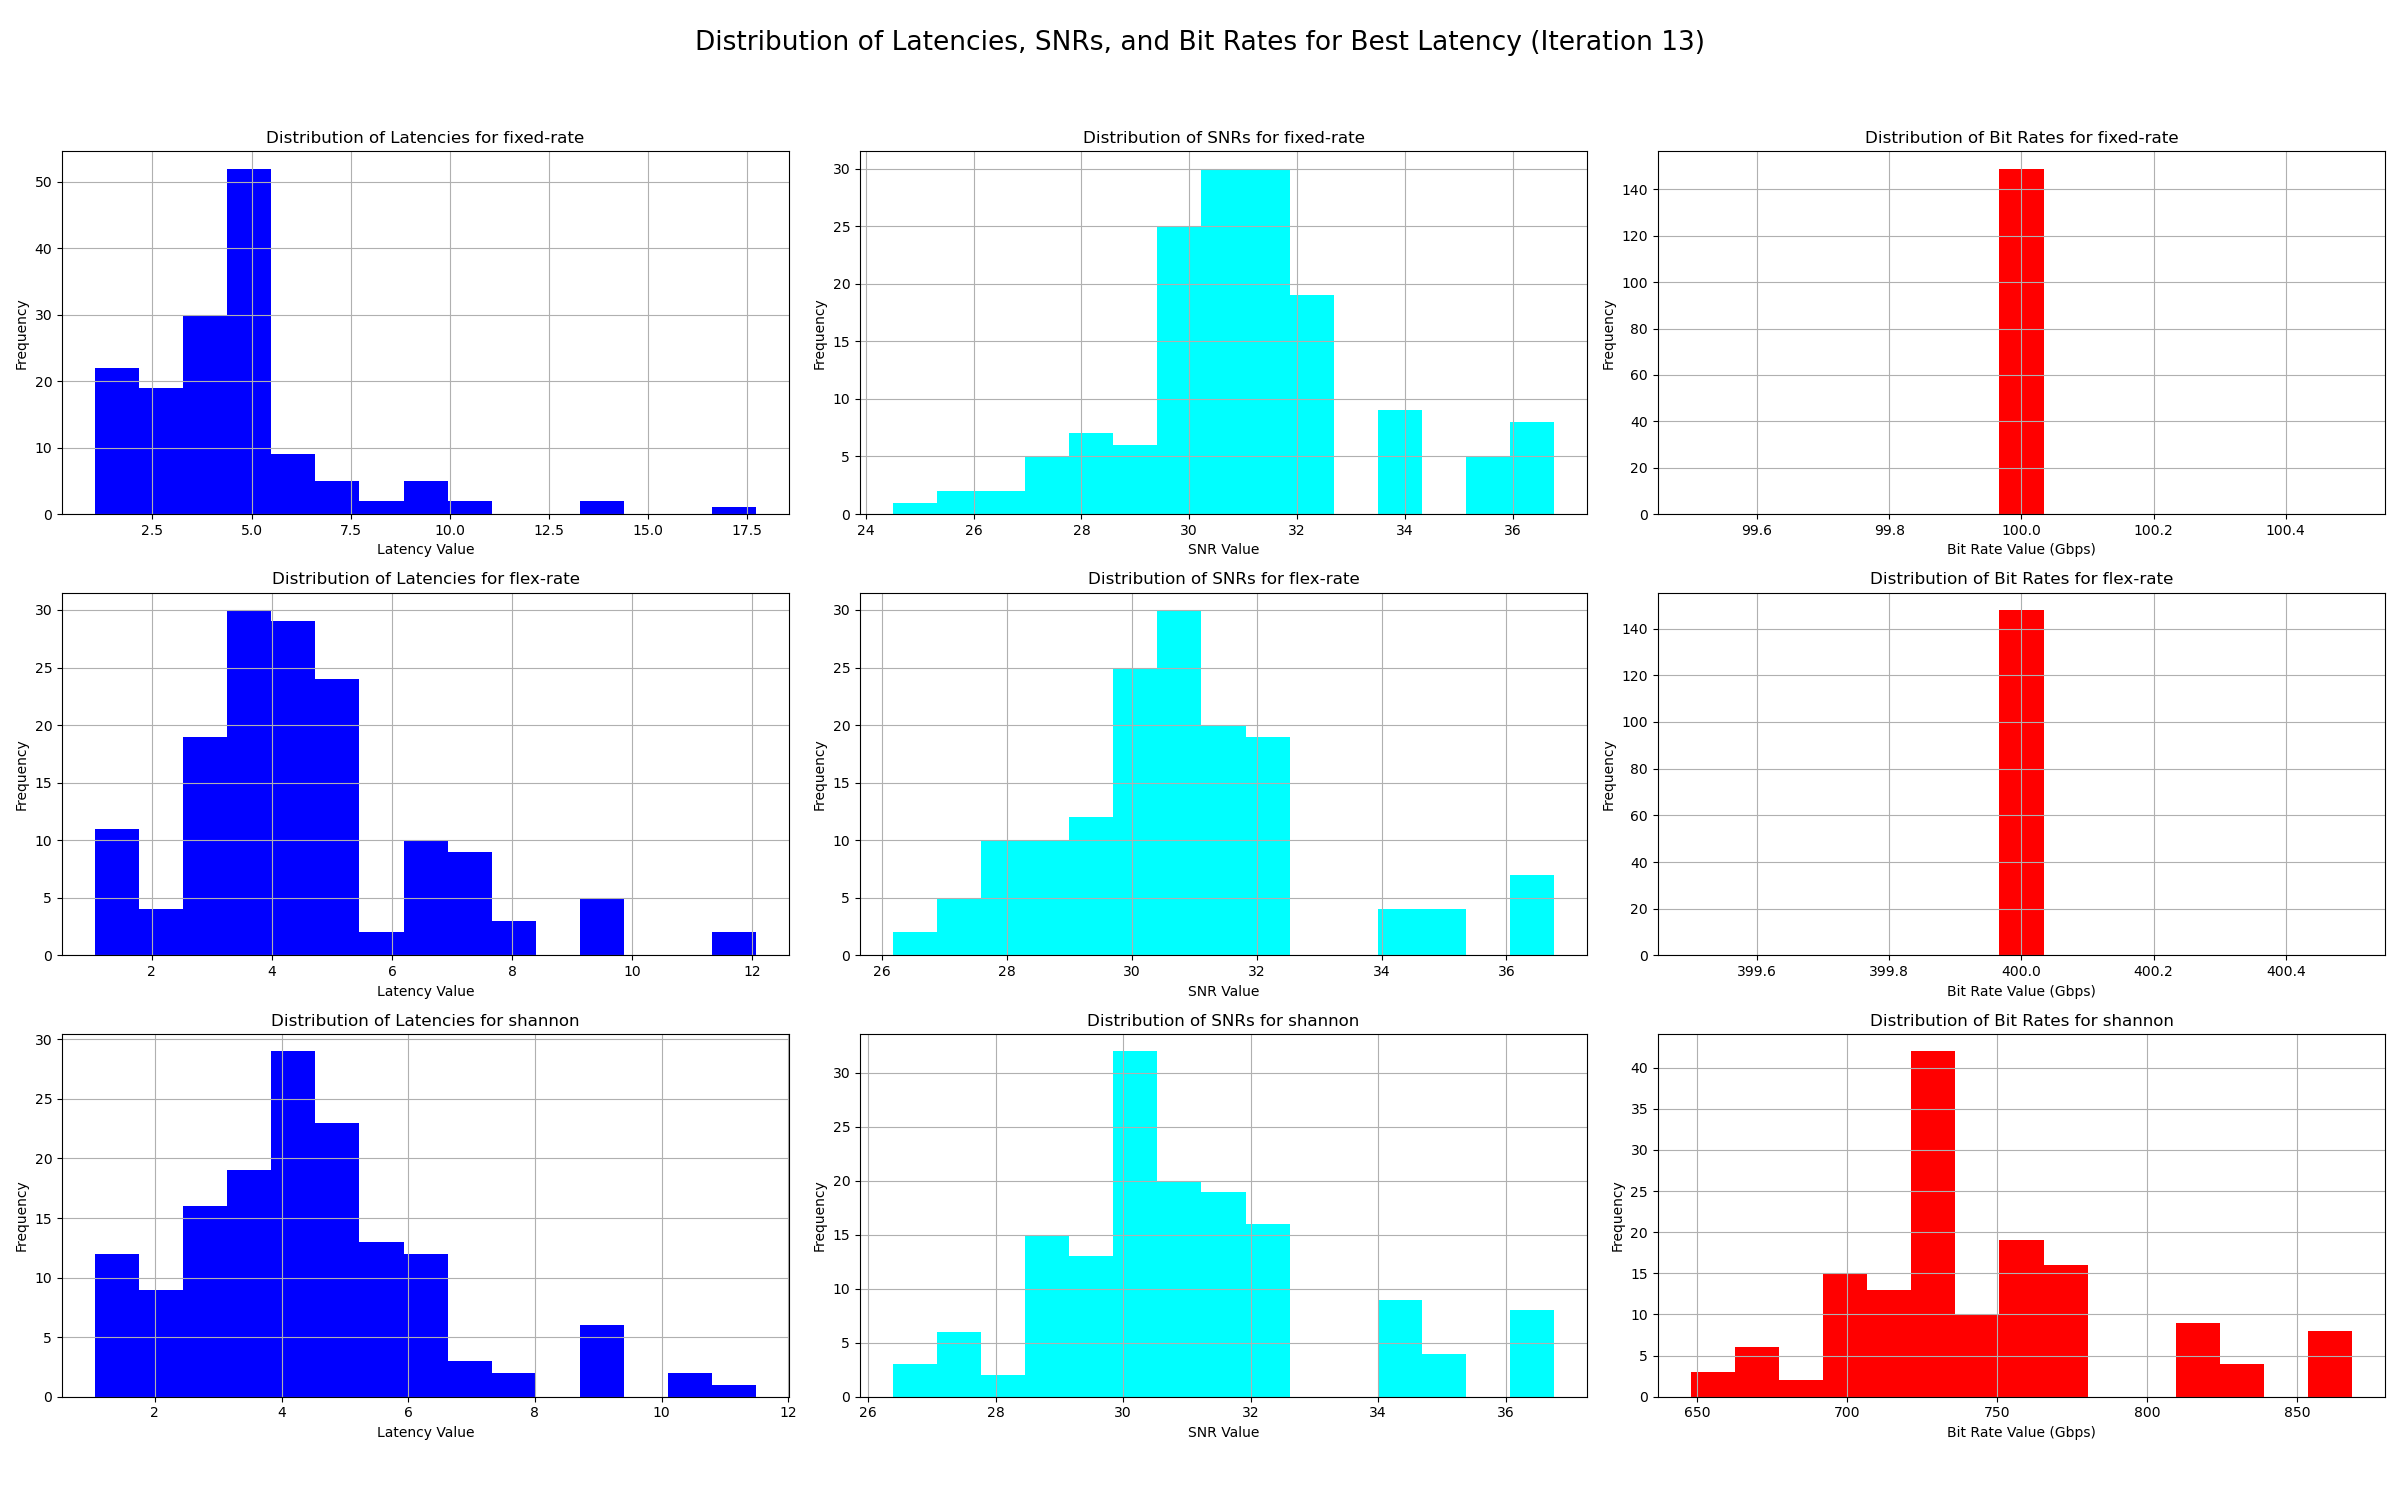 Distribution of Latencies, SNRs, and Bit Rates for Best Latency (Iteration 13)
Distribution of Latencies for fixed-rate
Frequency
50
40
30
20
10
0
2.5 5.0 7.5 10.0 12.5 15.0 17.5
Latency Value
Distribution of SNRs for fixed-rate
Frequency
30
25
20
15
10
5
0
24 26 28 30 32 34 36
SNR Value
Distribution of Bit Rates for fixed-rate
Frequency
140
120
100
80
60
40
20
0
99.6 99.8 100.0 100.2 100.4
Bit Rate Value (Gbps)
Distribution of Latencies for flex-rate
Frequency
30
25
20
15
10
5
0
2 4 6 8 10 12
Latency Value
Distribution of SNRs for flex-rate
Frequency
30
25
20
15
10
5
0
26 28 30 32 34 36
SNR Value
Distribution of Bit Rates for flex-rate
Frequency
140
120
100
80
60
40
20
0
399.6 399.8 400.0 400.2 400.4
Bit Rate Value (Gbps)
Distribution of Latencies for shannon
Frequency
30
25
20
15
10
5
0
2 4 6 8 10 12
Latency Value
Distribution of SNRs for shannon
Frequency
30
25
20
15
10
5
0
26 28 30 32 34 36
SNR Value
Distribution of Bit Rates for shannon
Frequency
40
35
30
25
20
15
10
5
0
650 700 750 800 850
Bit Rate Value (Gbps)